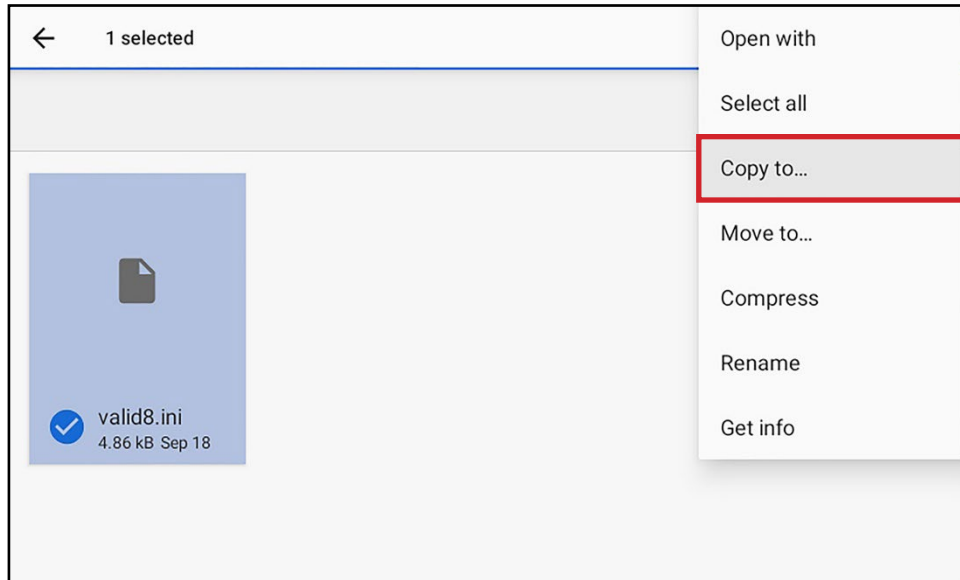 1 selected
Open with
Select all
Copy to…
Move to…
Compress
Rename
Get info
valid8.ini
4.86 kB Sep 18